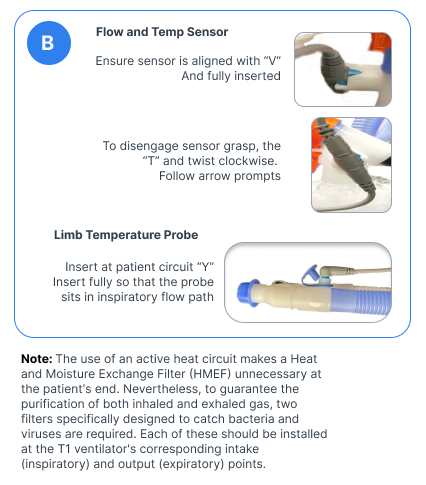 B
Flow and Temp Sensor
Ensure sensor is aligned with “V”
And fully inserted
To disengage sensor grasp, the
“T” and twist clockwise.
Follow arrow prompts
Limb Temperature Probe
Insert at patient circuit “Y”
Insert fully so that the probe
sits in inspiratory flow path
Note: The use of an active heat circuit makes a Heat
and Moisture Exchange Filter (HMEF) unnecessary at
the patient's end. Nevertheless, to guarantee the
purification of both inhaled and exhaled gas, two
filters specifically designed to catch bacteria and
viruses are required. Each of these should be installed
at the T1 ventilator's corresponding intake
(inspiratory) and output (expiratory) points.